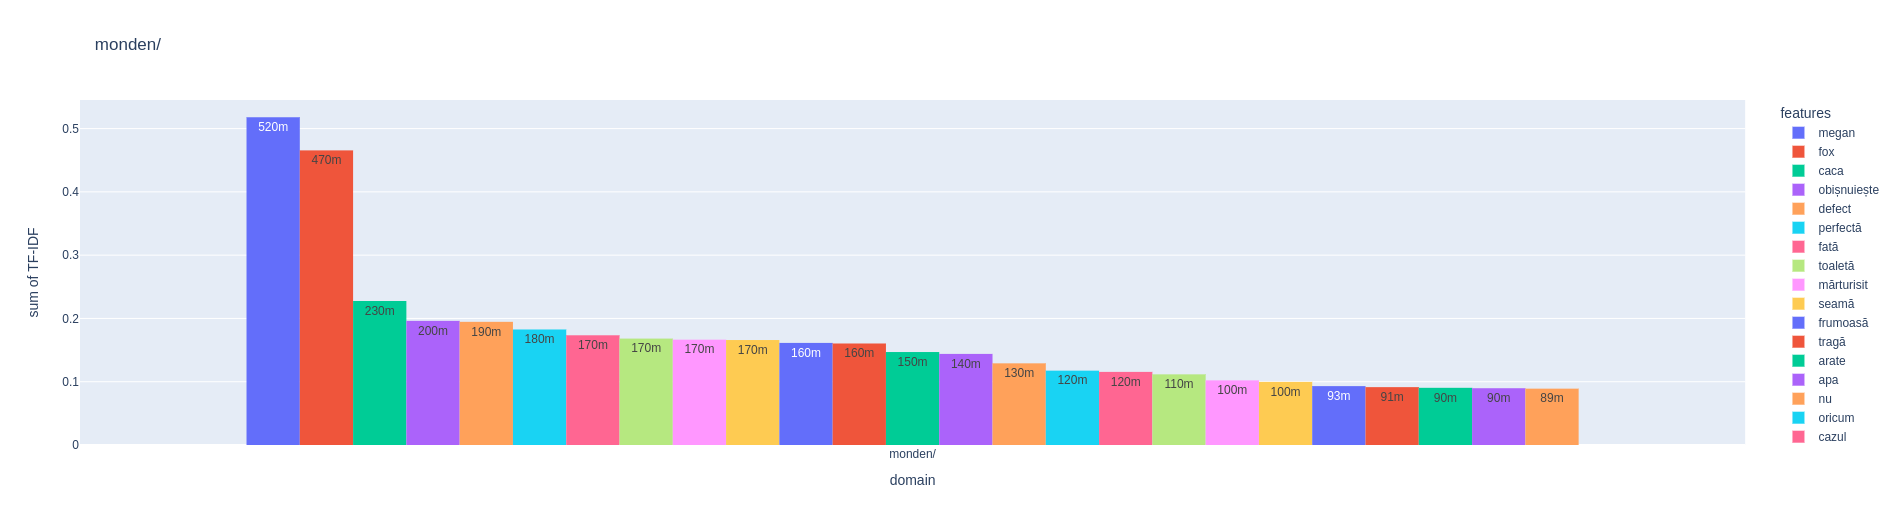 monden/
sum of TF-IDF
0.5
0.4
0.3
0.2
0.1
0
520m
470m
230m
200m
190m
180m
170m
170m
170m
170m
160m
160m
150m
140m
130m
120m
120m
110m
100m
100m
93m
91m
90m
90m
89m
monden/
domain
features
megan
fox
caca
obișnuiește
defect
perfectă
fată
toaletă
mărturisit
seamă
frumoasă
tragă
arate
apa
nu
oricum
cazul